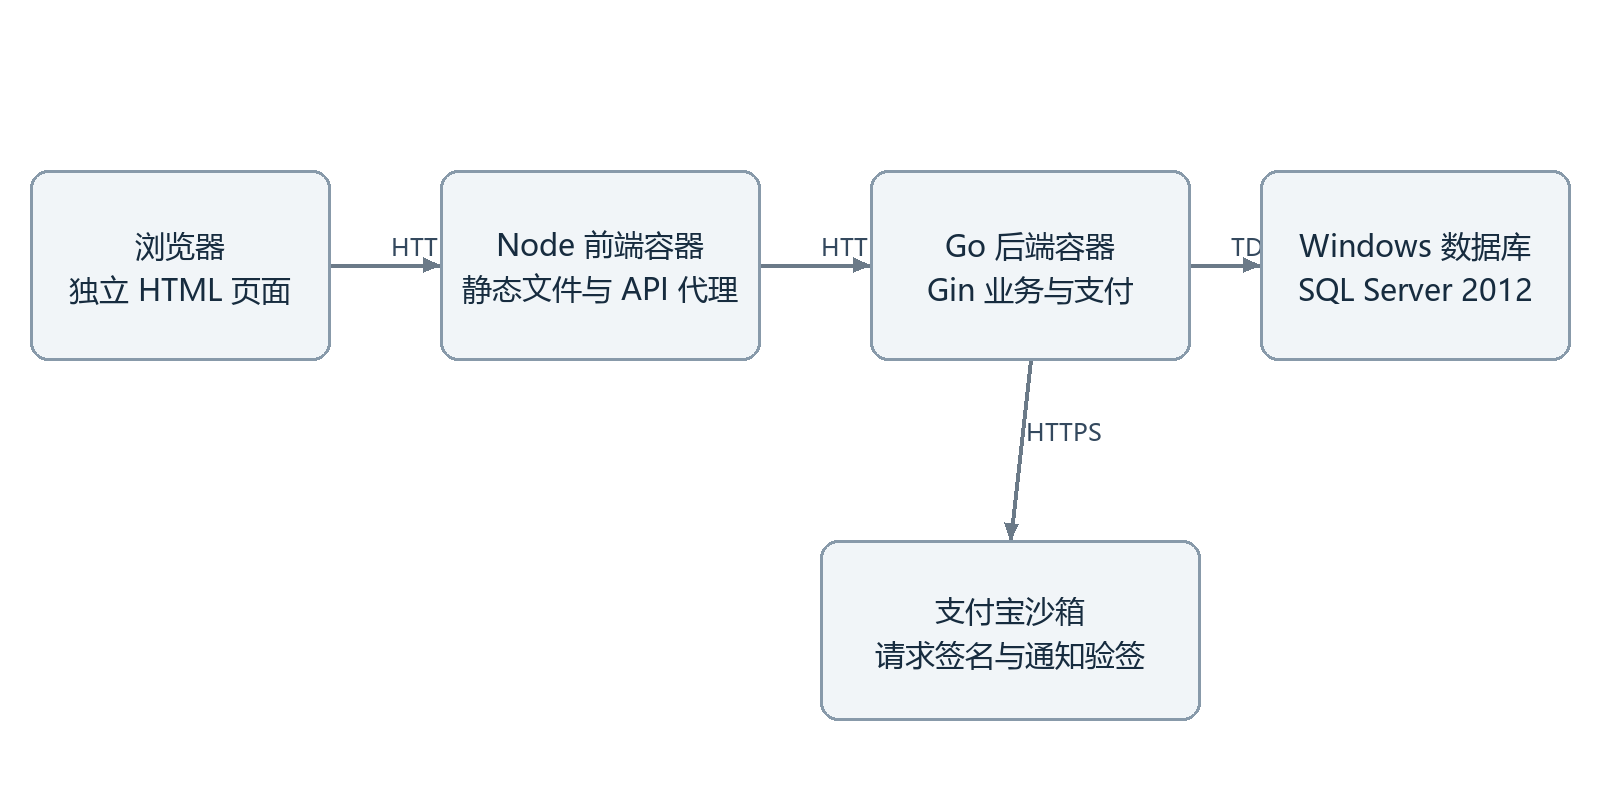 浏览器
独立 HTML 页面
HTT
Node 前端容器
静态文件与 API 代理
HTT
Go 后端容器
Gin 业务与支付
TD
Windows 数据库
SQL Server 2012
HTTPS
支付宝沙箱
请求签名与通知验签